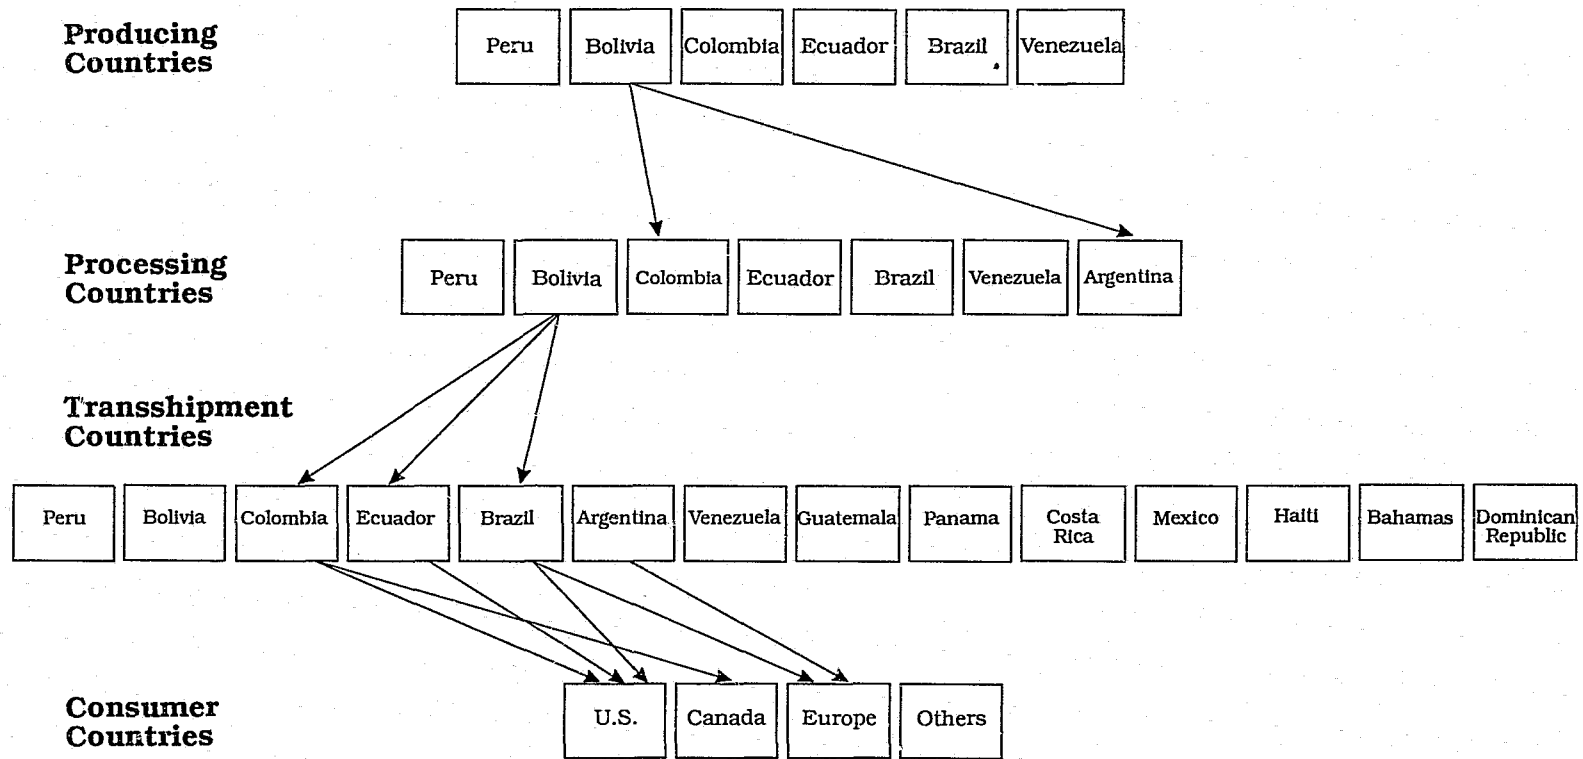 Producing
Countries
Peru
Bolivia
Colombia
Ecuador
Brazil
Venezuela
Processing
Countries
Peru
Bolivia
Colombia
Ecuador
Brazil
Venezuela
Argentina
Transshipment
Countries
Peru
Bolivia
Colombia
Ecuador
Brazil
Argentina
Venezuela
Guatemala
Panama
Costa
Rica
Mexico
Haiti
Bahamas
Dominican
Republic
Consumer
Countries
U.S.
Canada
Europe
Others